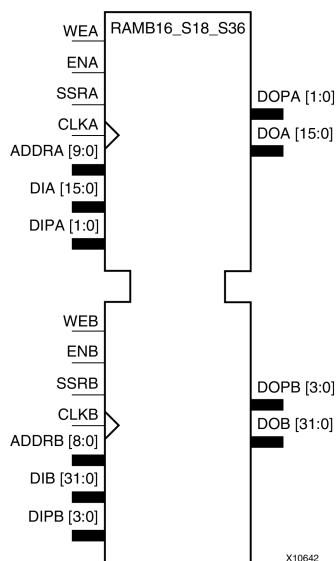 RAMB16_S18_S36
WEA
ENA
SSRA
CLKA
ADDRA [9:0]
DIA [15:0]
DIPA [1:0]
DOPA [1:0]
DOA [15:0]
WEB
ENB
SSRB
CLKB
ADDRB [8:0]
DIB [31:0]
DIPB [3:0]
DOPB [3:0]
DOB [31:0]
X10642